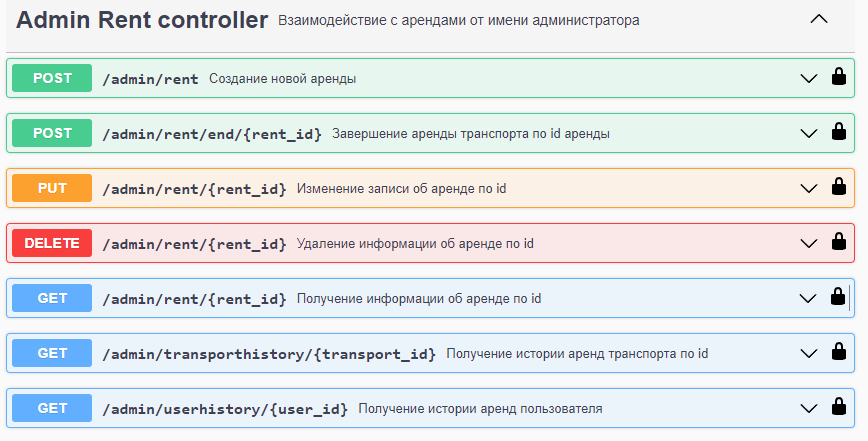 Admin Rent controller Взаимодействие с арендами от имени администратора
POST /admin/rent Создание новой аренды
POST /admin/rent/end/{rent_id} Завершение аренды транспорта по id аренды
PUT /admin/rent/{rent_id} Изменение записи об аренде по id
DELETE /admin/rent/{rent_id} Удаление информации об аренде по id
GET /admin/rent/{rent_id} Получение информации об аренде по id
GET /admin/transporthistory/{transport_id} Получение истории аренд транспорта по id
GET /admin/userhistory/{user_id} Получение истории аренд пользователя